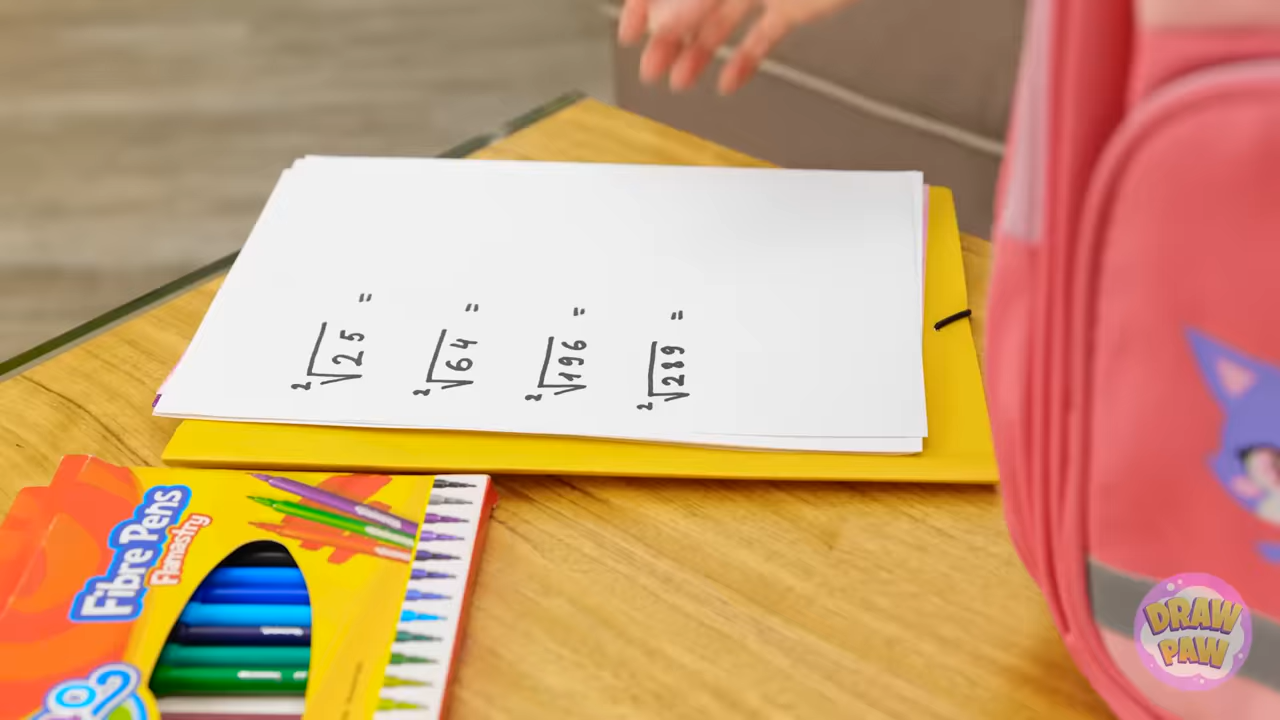 ²√25 =
²√64 =
²√196 =
²√289 =
Fibre Pens
Flamastry
DRAW
PAW